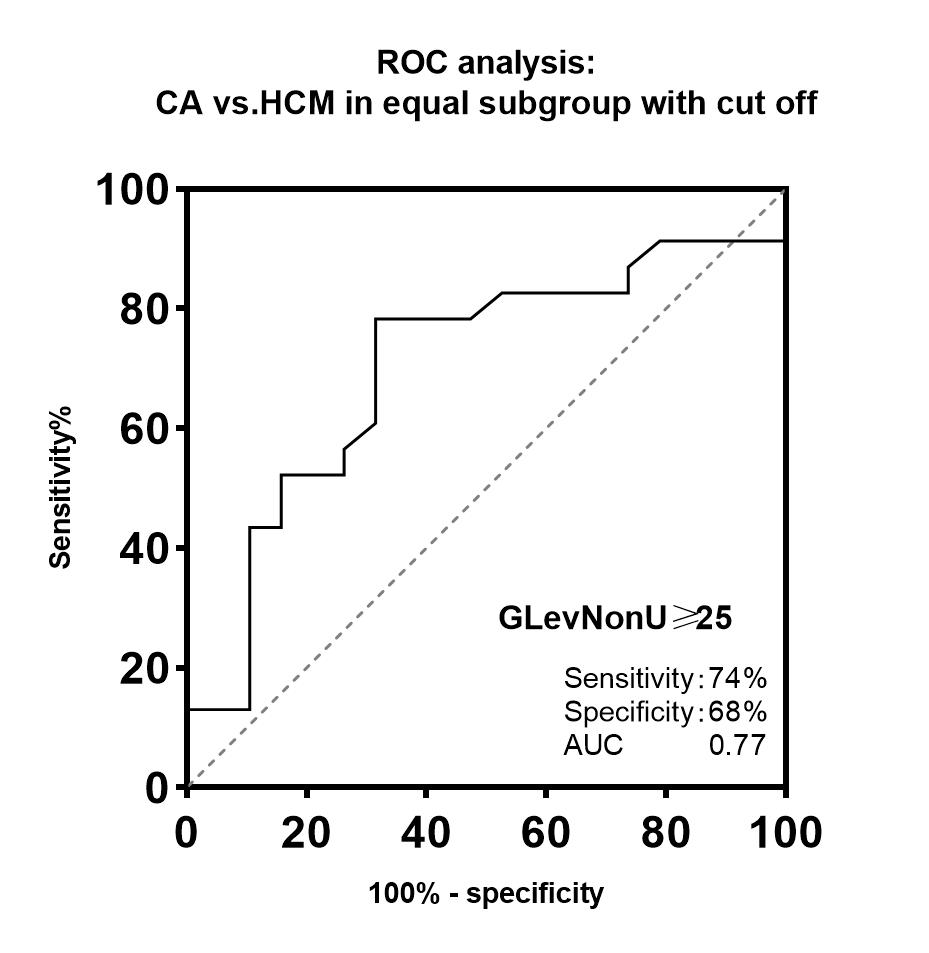 ROC analysis:
CA vs.HCM in equal subgroup with cut off
100
80
60
40
20
0
Sensitivity%
GLevNonU⩾25
Sensitivity:74%
Specificity:68%
AUC 0.77
0 20 40 60 80 100
100% - specificity